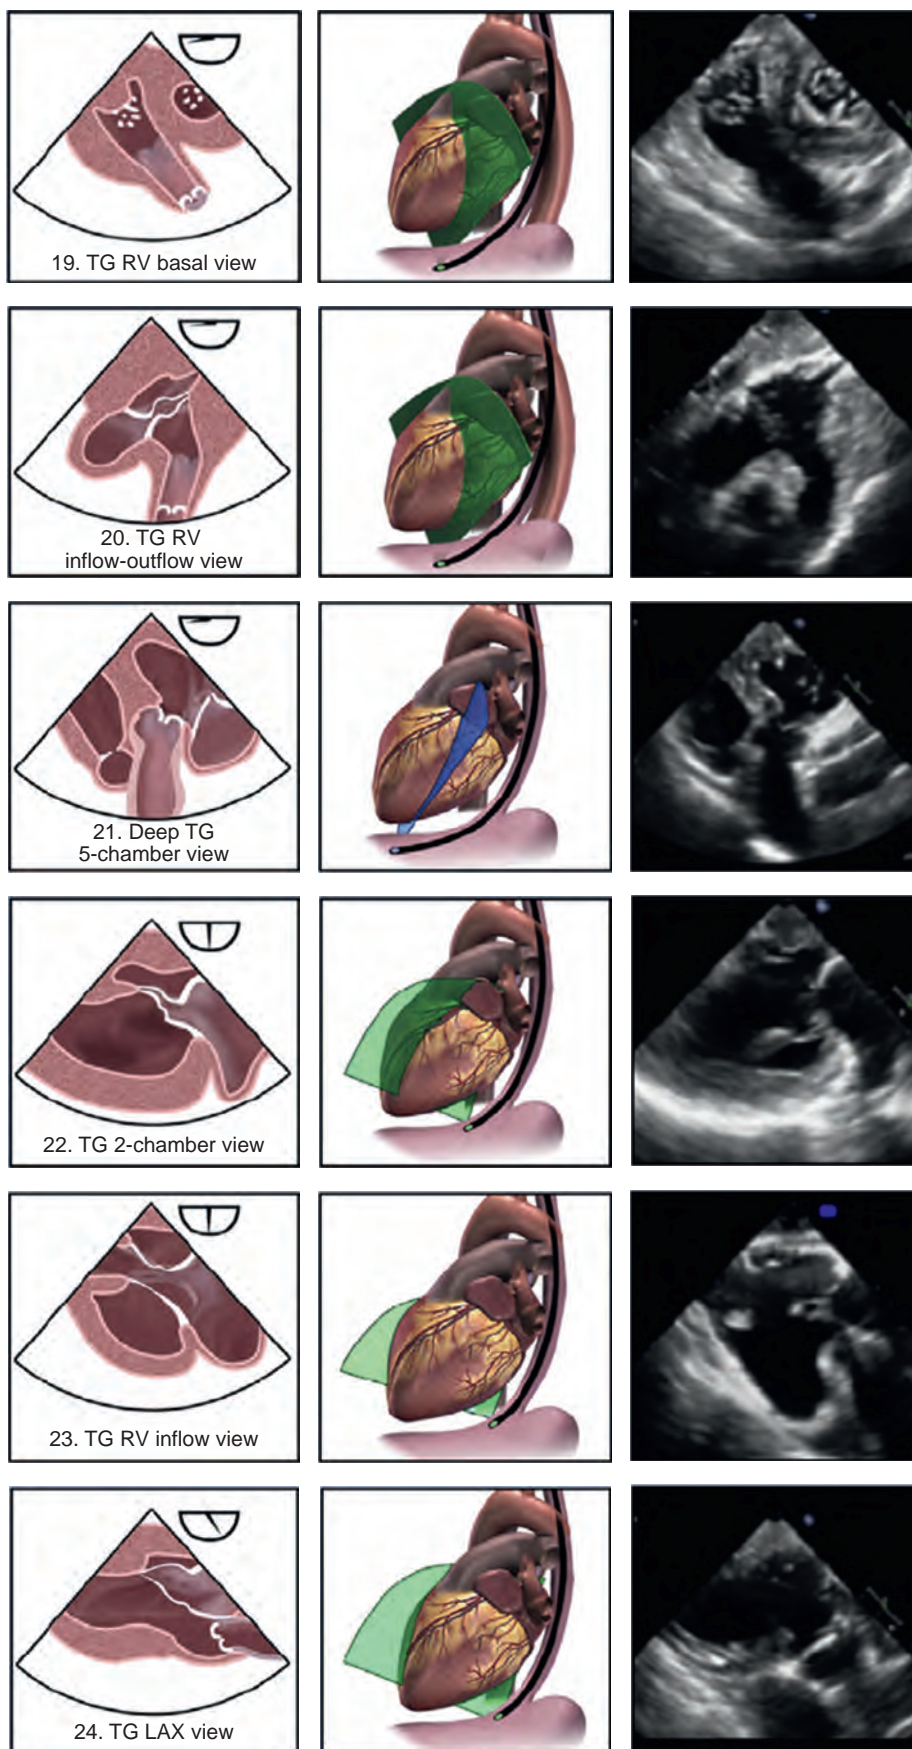 19. TG RV basal view
20. TG RV
inflow-outflow view
21. Deep TG
5-chamber view
22. TG 2-chamber view
23. TG RV inflow view
24. TG LAX view